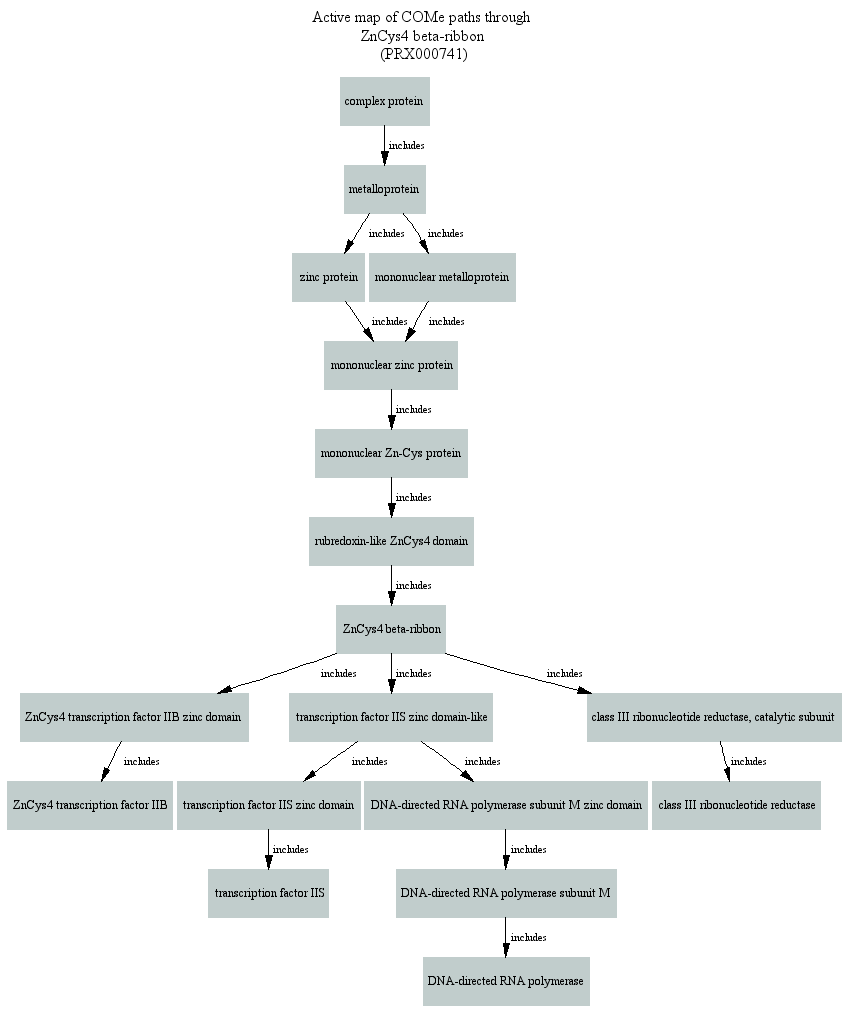 Active map of COMe paths through
ZnCys4 beta-ribbon
(PRX000741)
complex protein
includes
metalloprotein
includes includes
zinc protein mononuclear metalloprotein
includes includes
mononuclear zinc protein
includes
mononuclear Zn-Cys protein
includes
rubredoxin-like ZnCys4 domain
includes
ZnCys4 beta-ribbon
includes includes includes
ZnCys4 transcription factor IIB zinc domain transcription factor IIS zinc domain-like class III ribonucleotide reductase, catalytic subunit
includes includes includes includes
ZnCys4 transcription factor IIB transcription factor IIS zinc domain DNA-directed RNA polymerase subunit M zinc domain class III ribonucleotide reductase
includes includes
transcription factor IIS DNA-directed RNA polymerase subunit M
includes
DNA-directed RNA polymerase